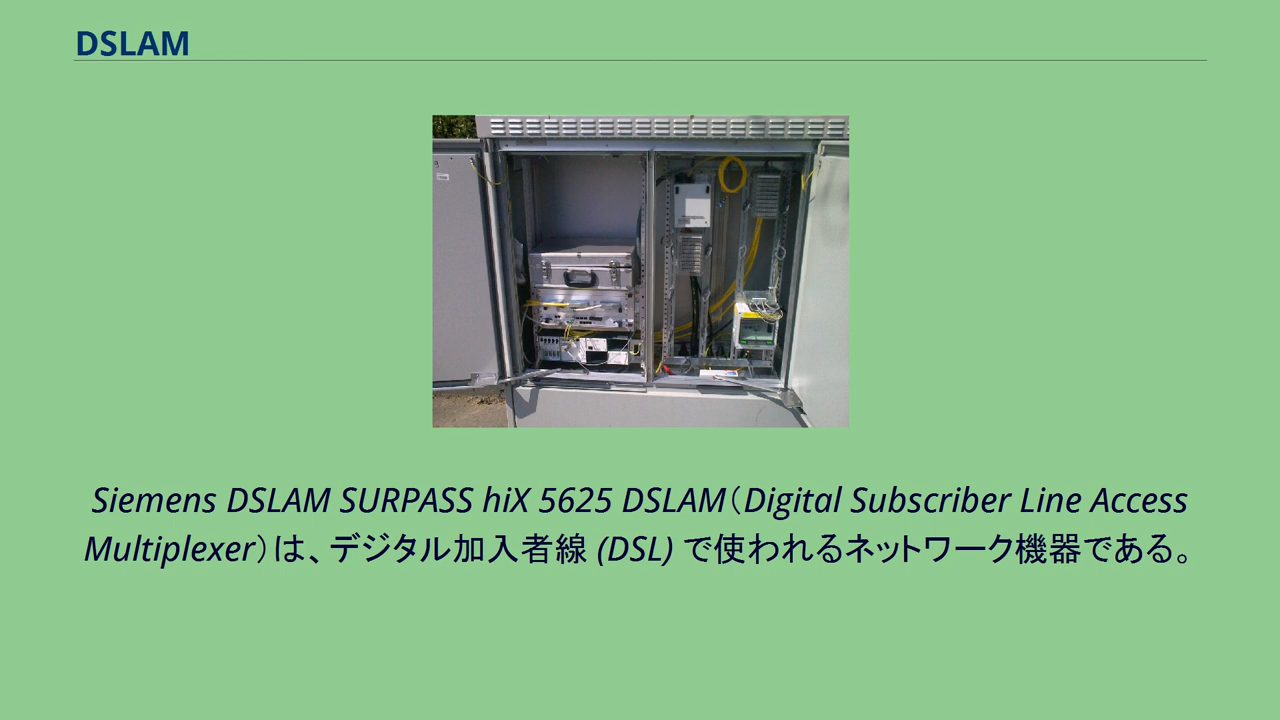 DSLAM
Siemens DSLAM SURPASS hiX 5625 DSLAM（Digital Subscriber Line Access
Multiplexer）は、デジタル加入者線 (DSL) で使われるネットワーク機器である。